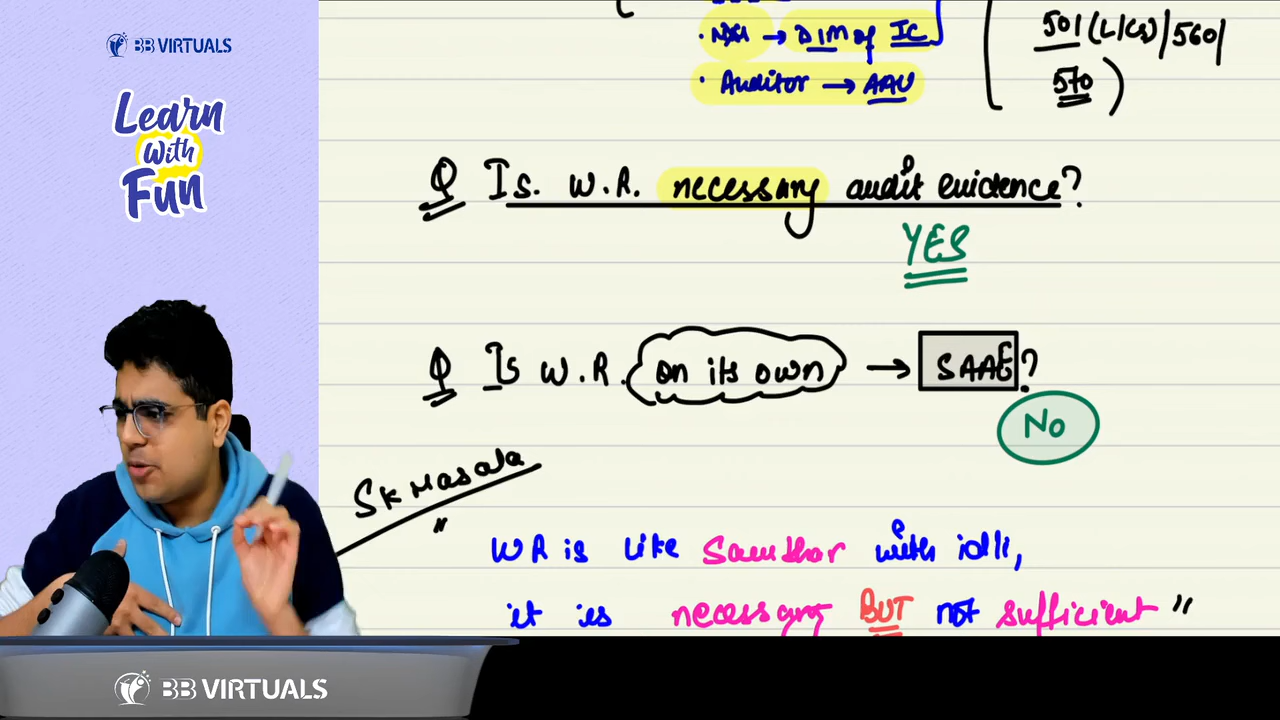 BB VIRTUALS
Learn
With
Fun
→ DIM of IC
501 (L/Cs) / 560 /
570 )
· Auditor → AAU
Q Is. W.R. necessary audit evidence?
YES
Q Is W.R. on its own → SAAE?
No
SK Masala
" WR is like Sambhar with idli,
it is necessary BUT not sufficient "
BB VIRTUALS